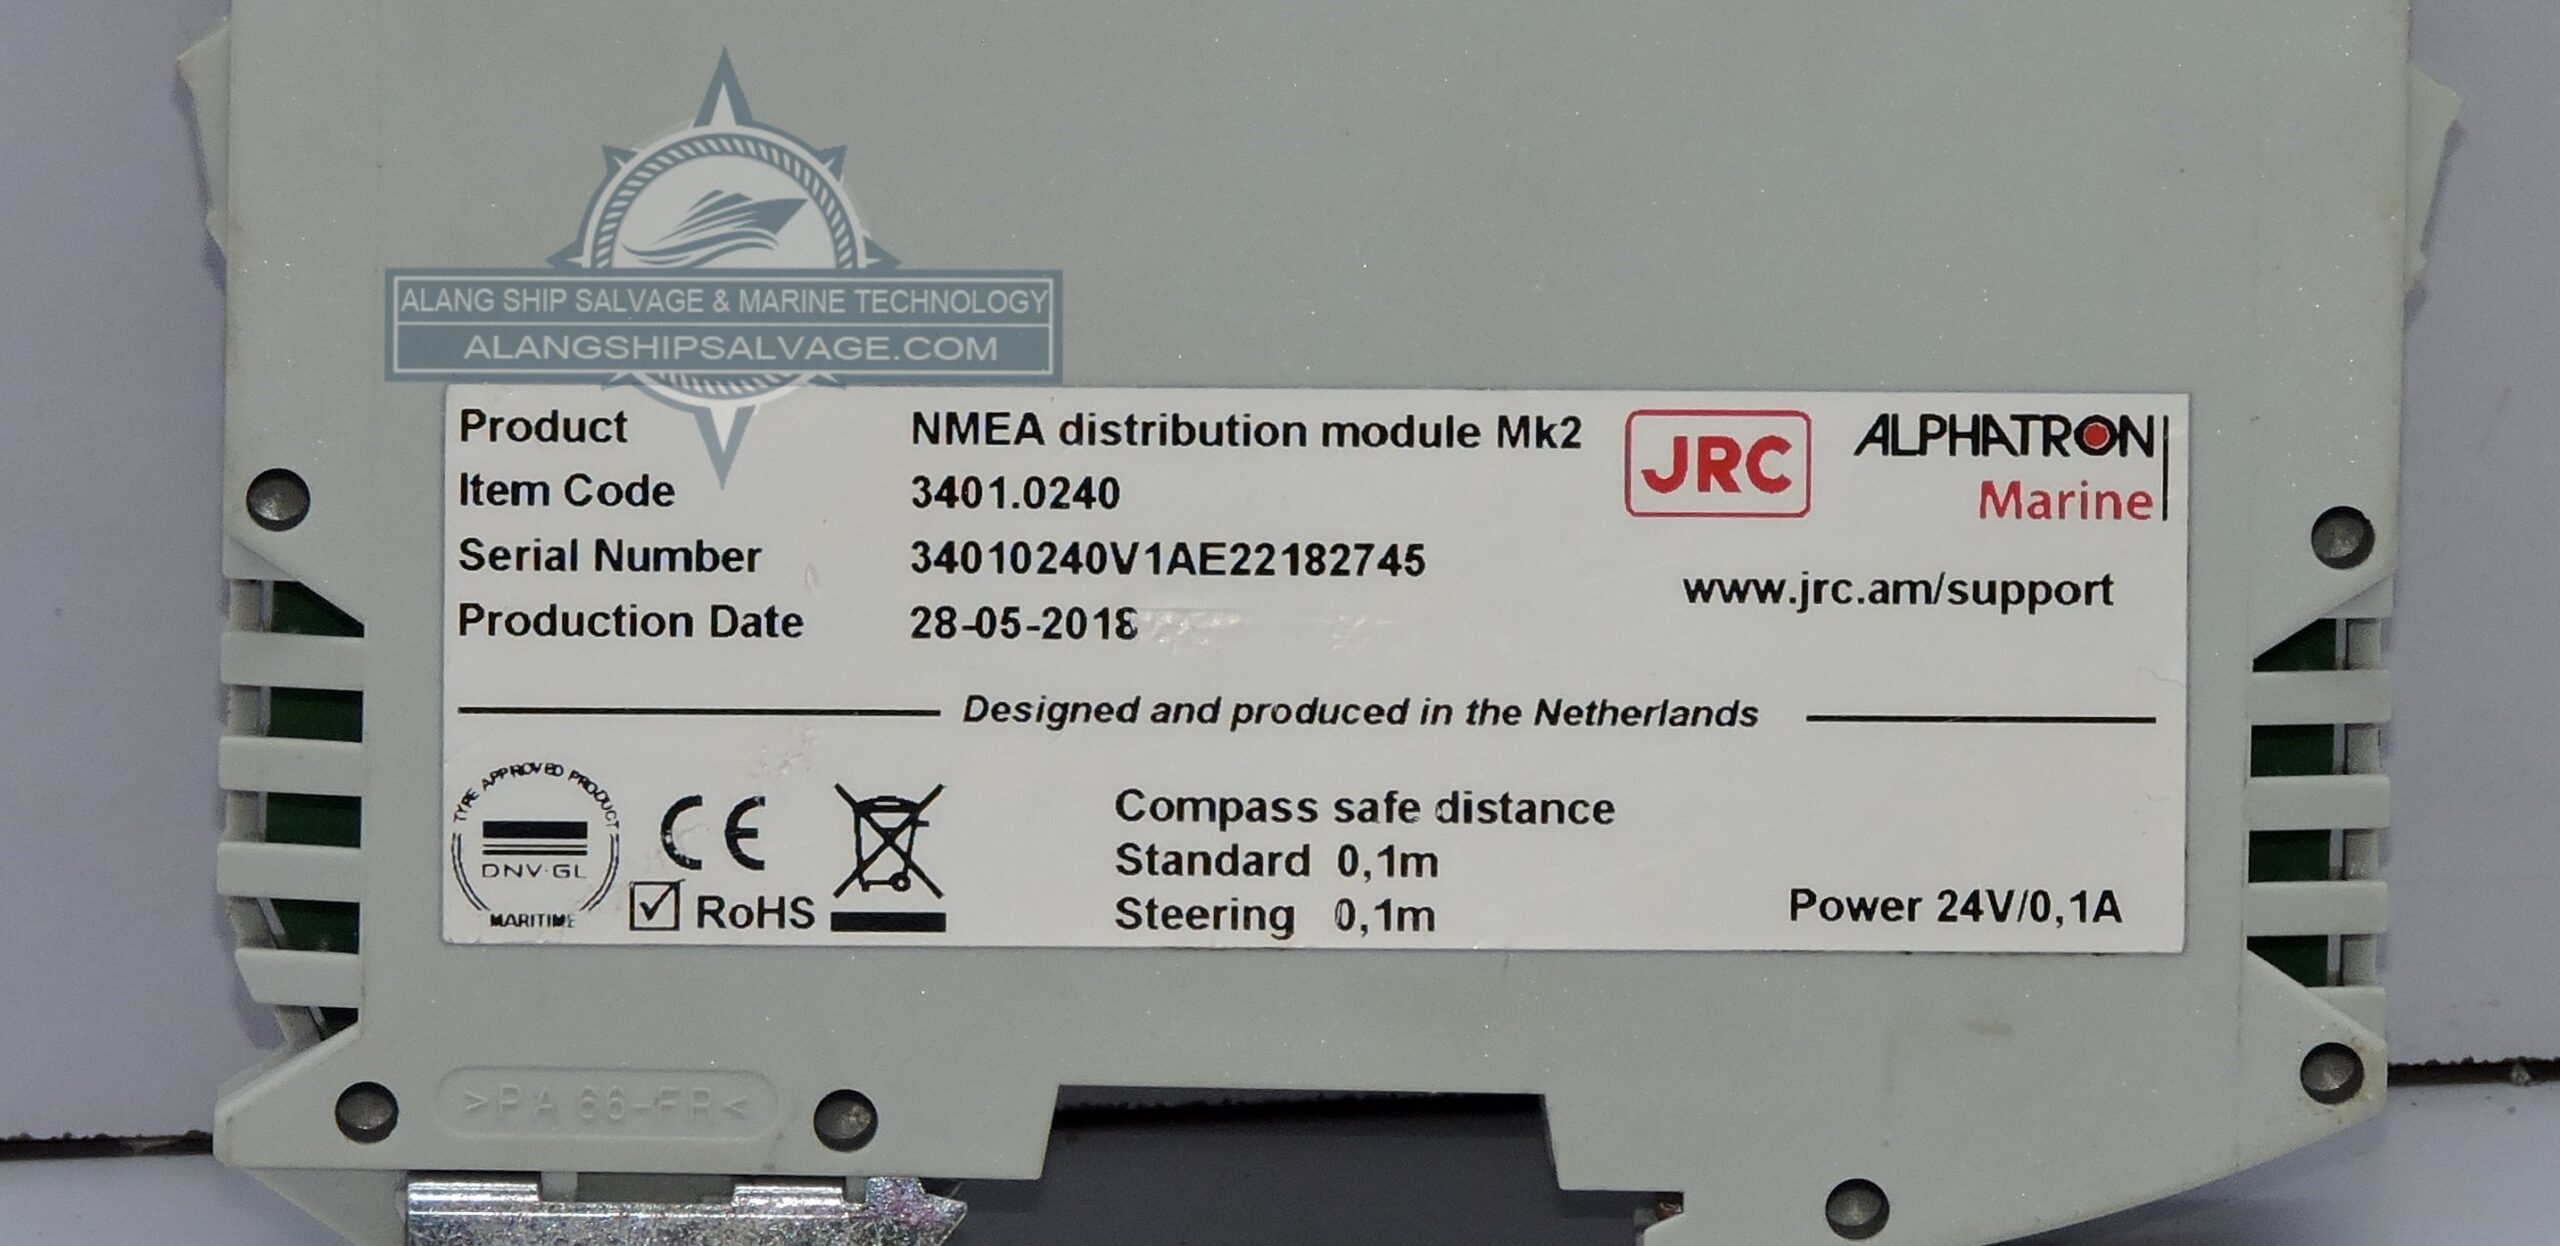 ALANG SHIP SALVAGE & MARINE TECHNOLOGY
ALANGSHIPSALVAGE.COM
Product NMEA distribution module Mk2
Item Code 3401.0240
Serial Number 34010240V1AE22182745
Production Date 28-05-2018
JRC
ALPHATRON
Marine
www.jrc.am/support
Designed and produced in the Netherlands
TYPE APPROVED PRODUCT
DNV·GL
MARITIME
CE
RoHS
Compass safe distance
Standard 0,1m
Steering 0,1m
Power 24V/0,1A
>PA 66-FR<